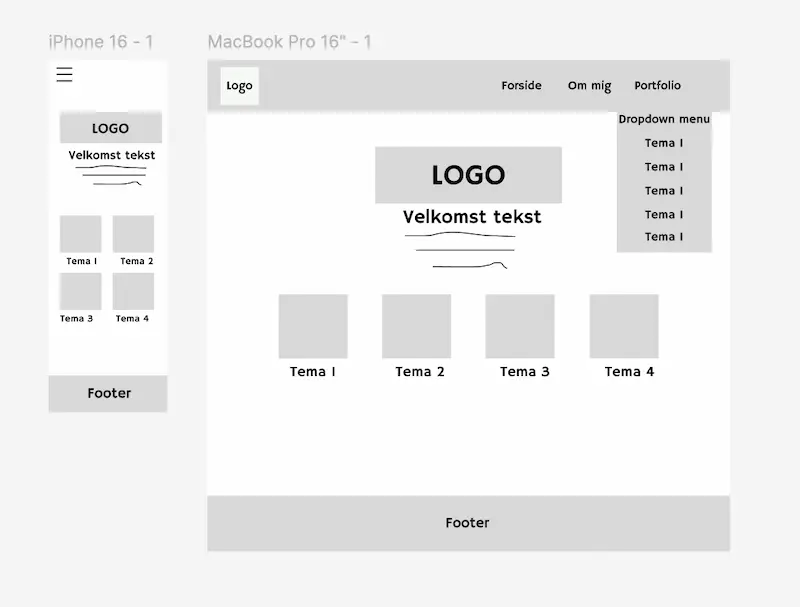 iPhone 16 - 1
LOGO
Velkomst tekst
Tema 1 Tema 2
Tema 3 Tema 4
Footer
MacBook Pro 16" - 1
Logo Forside Om mig Portfolio
Dropdown menu
Tema 1
Tema 1
Tema 1
Tema 1
Tema 1
LOGO
Velkomst tekst
Tema 1 Tema 2 Tema 3 Tema 4
Footer